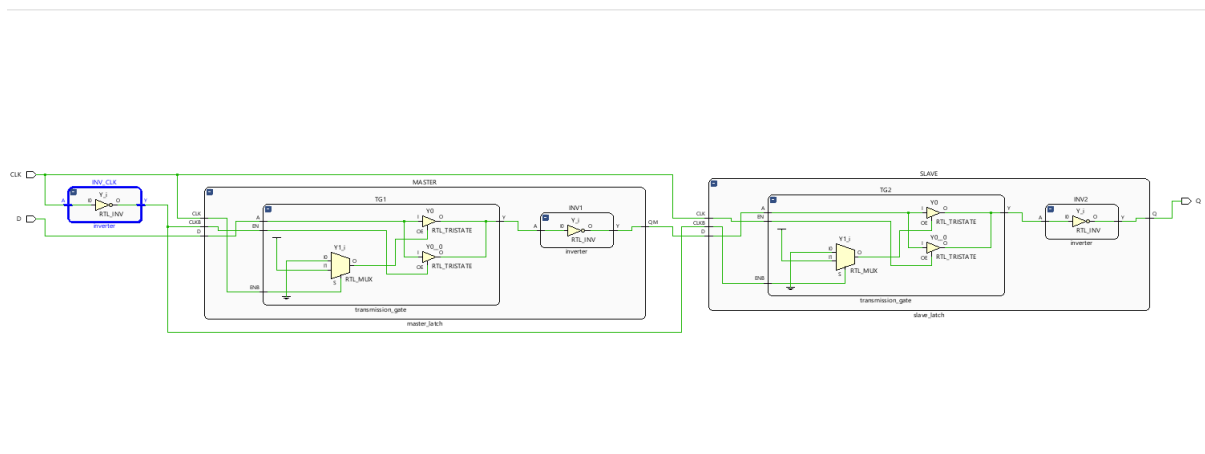 CLK
D
INV_CLK
A
Y_i
I0
O
RTL_INV
Y
inverter
MASTER
CLK
CLKB
D
TG1
A
EN
ENB
Y1_i
I0
I1
S
O
RTL_MUX
Y0
O
OE
RTL_TRISTATE
Y0__0
O
OE
RTL_TRISTATE
Y
transmission_gate
INV1
A
Y_i
I0
O
RTL_INV
Y
inverter
QM
master_latch
SLAVE
CLK
CLKB
D
TG2
A
EN
ENB
Y1_i
I0
I1
S
O
RTL_MUX
Y0
O
OE
RTL_TRISTATE
Y0__0
O
OE
RTL_TRISTATE
Y
transmission_gate
INV2
A
Y_i
I0
O
RTL_INV
Y
inverter
Q
slave_latch
Q